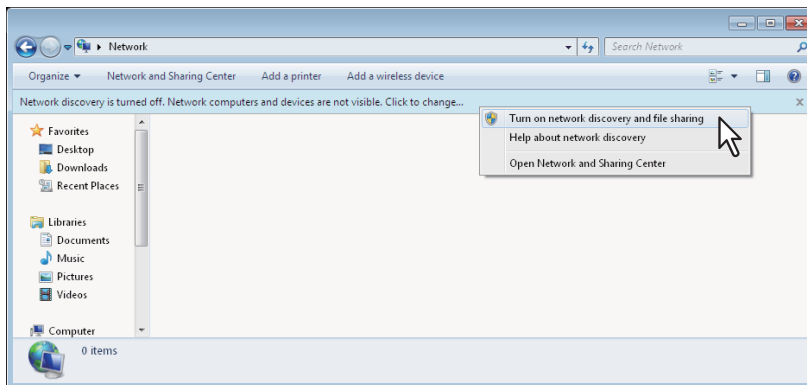 Network
Search Network
Organize
Network and Sharing Center
Add a printer
Add a wireless device
Network discovery is turned off. Network computers and devices are not visible. Click to change...
Turn on network discovery and file sharing
Help about network discovery
Open Network and Sharing Center
Favorites
Desktop
Downloads
Recent Places
Libraries
Documents
Music
Pictures
Videos
Computer
0 items